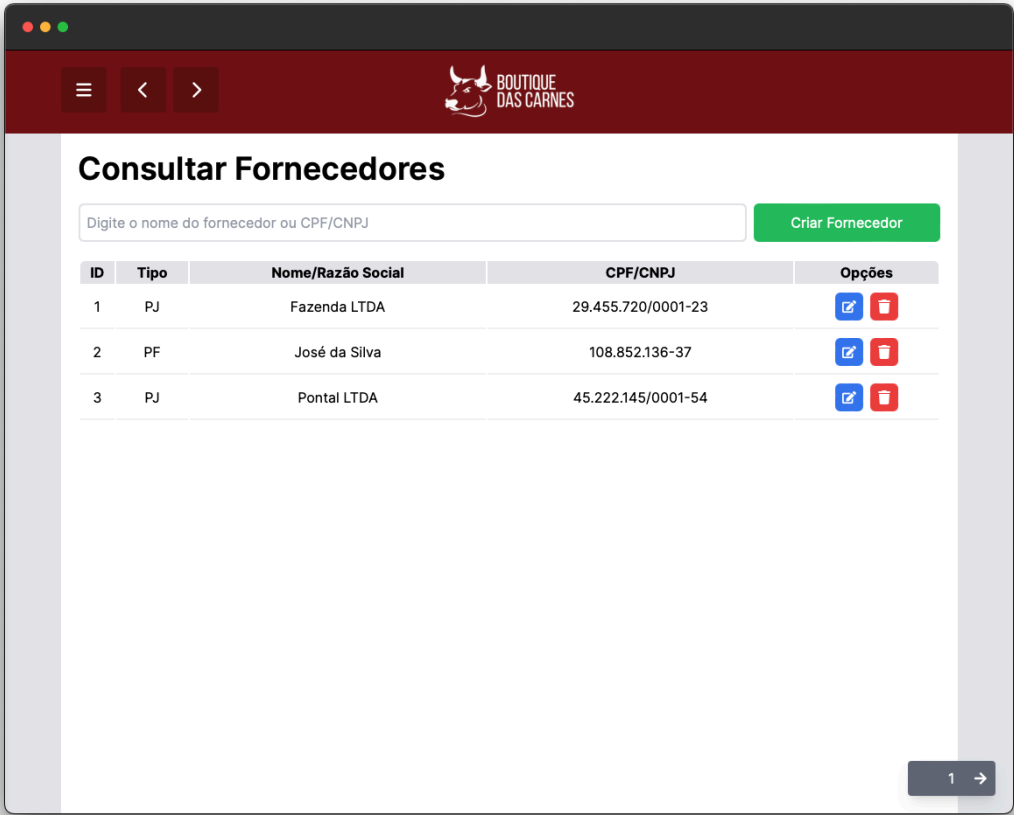 BOUTIQUE
DAS CARNES
Consultar Fornecedores
Digite o nome do fornecedor ou CPF/CNPJ
Criar Fornecedor
ID Tipo Nome/Razão Social CPF/CNPJ Opções
1 PJ Fazenda LTDA 29.455.720/0001-23
2 PF José da Silva 108.852.136-37
3 PJ Pontal LTDA 45.222.145/0001-54
1